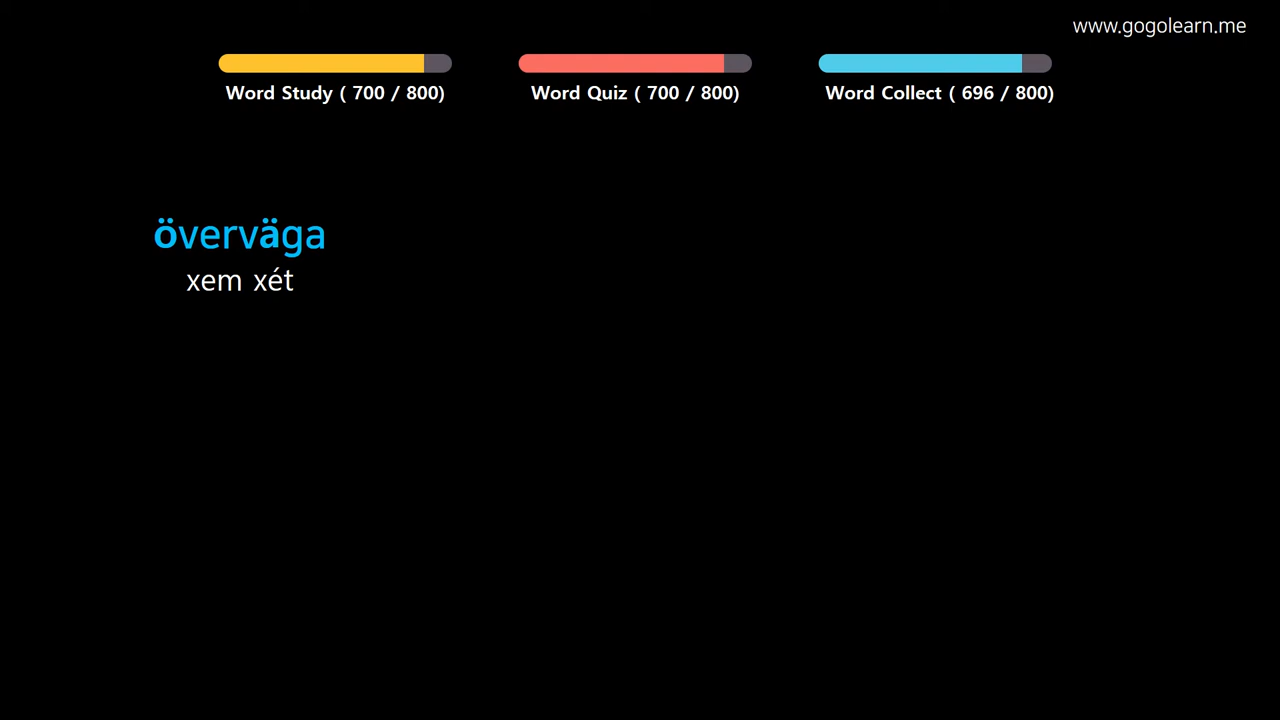 www.gogolearn.me
Word Study ( 700 / 800)
Word Quiz ( 700 / 800)
Word Collect ( 696 / 800)
överväga
xem xét